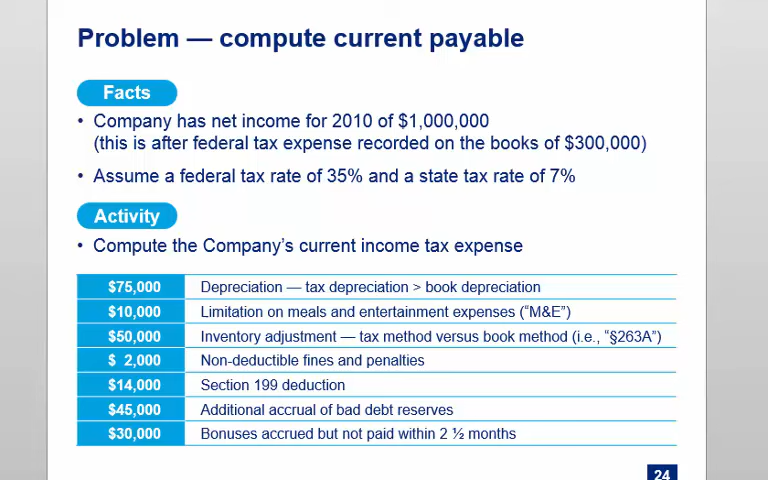 Problem — compute current payable
Facts
• Company has net income for 2010 of $1,000,000
(this is after federal tax expense recorded on the books of $300,000)
• Assume a federal tax rate of 35% and a state tax rate of 7%
Activity
• Compute the Company's current income tax expense
$75,000 Depreciation — tax depreciation > book depreciation
$10,000 Limitation on meals and entertainment expenses (“M&E”)
$50,000 Inventory adjustment — tax method versus book method (i.e., “§263A”)
$ 2,000 Non-deductible fines and penalties
$14,000 Section 199 deduction
$45,000 Additional accrual of bad debt reserves
$30,000 Bonuses accrued but not paid within 2 ½ months
24